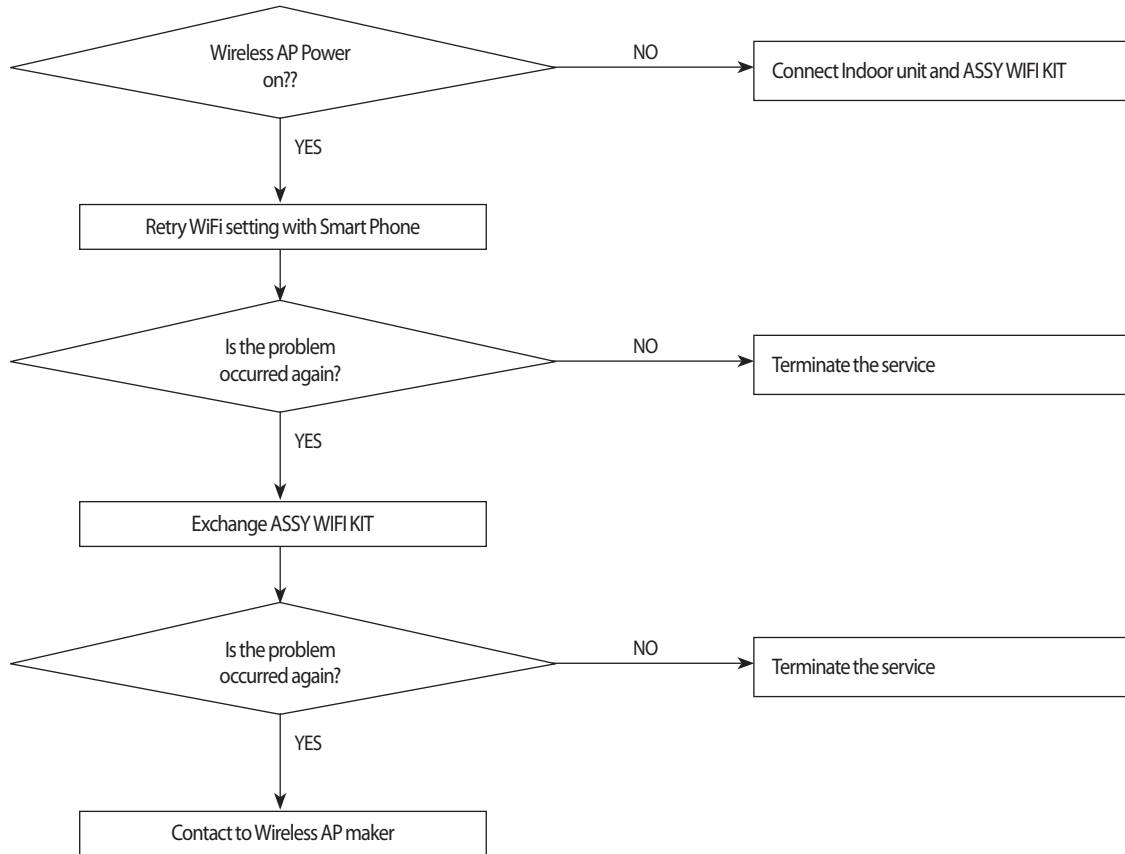 Wireless AP Power
on??
NO
Connect Indoor unit and ASSY WIFI KIT
YES
Retry WiFi setting with Smart Phone
Is the problem
occurred again?
NO
Terminate the service
YES
Exchange ASSY WIFI KIT
Is the problem
occurred again?
NO
Terminate the service
YES
Contact to Wireless AP maker